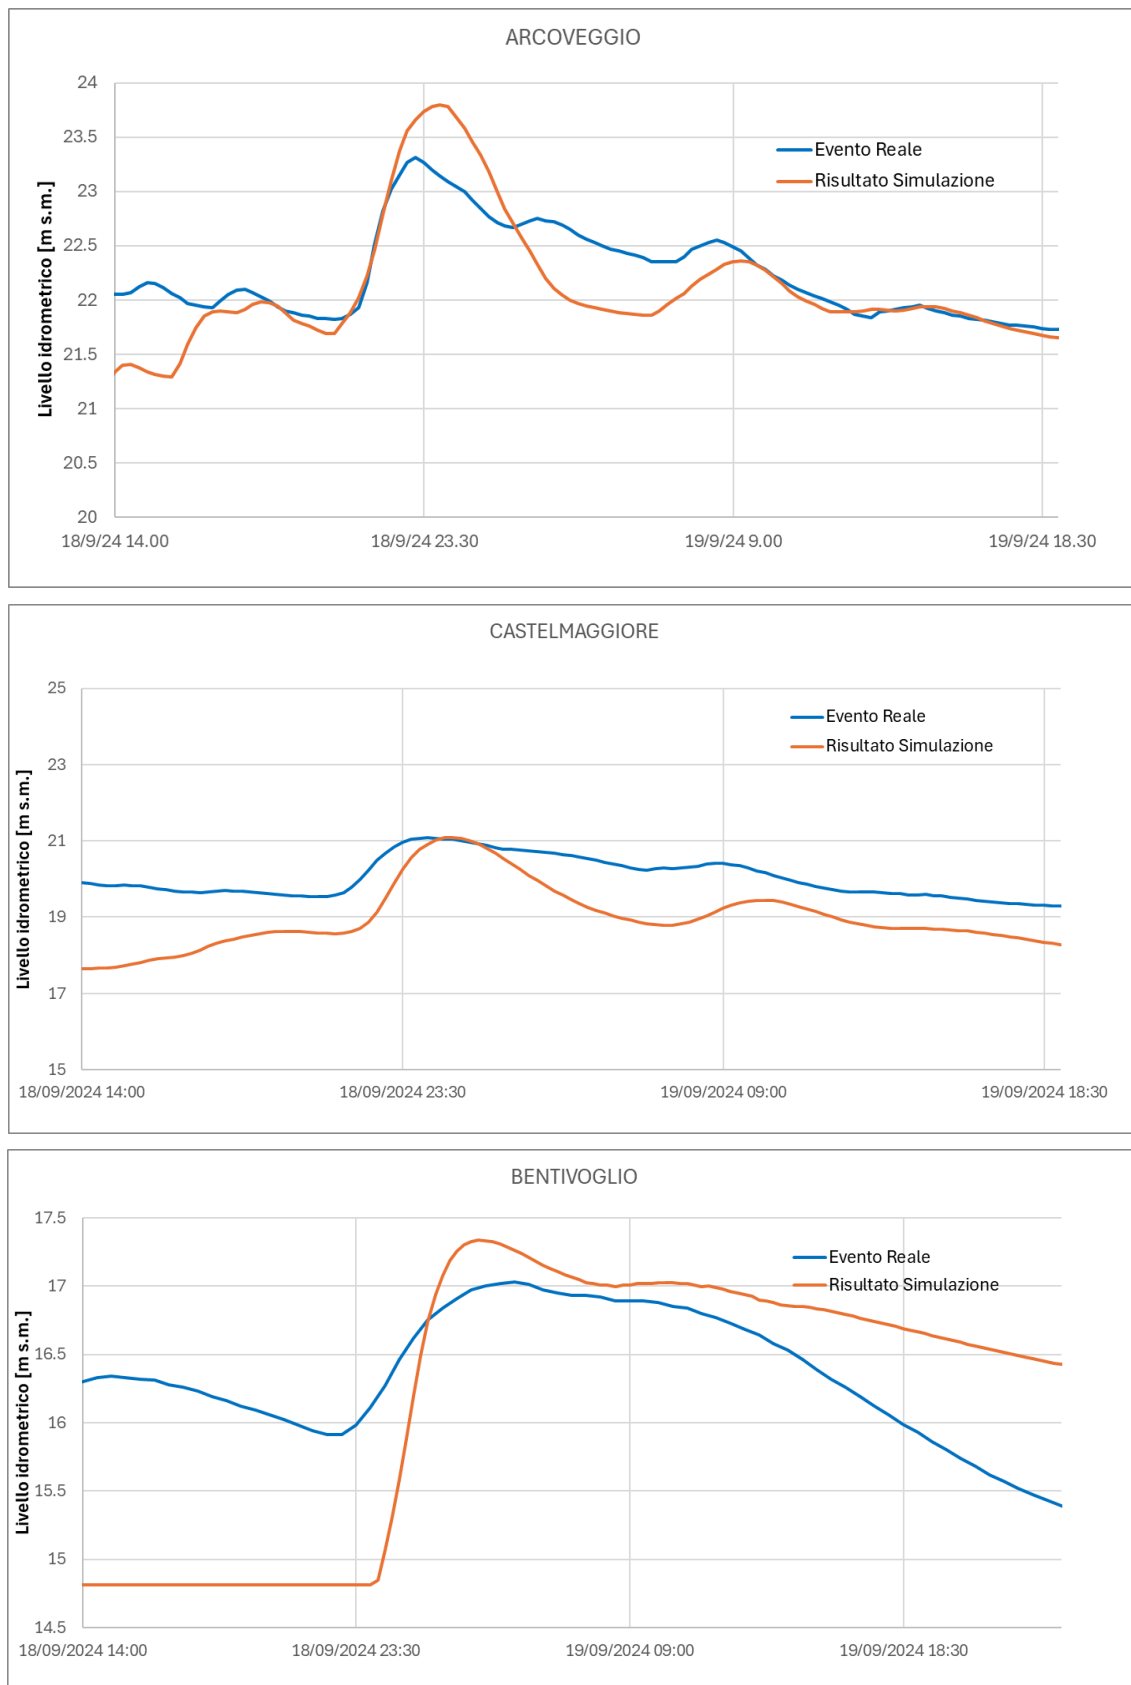 ARCOVEGGIO
Livello idrometrico [m s.m.]
24
23.5
23
22.5
22
21.5
21
20.5
20
Evento Reale
Risultato Simulazione
18/9/24 14.00
18/9/24 23.30
19/9/24 9.00
19/9/24 18.30
CASTELMAGGIORE
Livello idrometrico [m s.m.]
25
23
21
19
17
15
Evento Reale
Risultato Simulazione
18/09/2024 14:00
18/09/2024 23:30
19/09/2024 09:00
19/09/2024 18:30
BENTIVOGLIO
Livello idrometrico [m s.m.]
17.5
17
16.5
16
15.5
15
14.5
Evento Reale
Risultato Simulazione
18/09/2024 14:00
18/09/2024 23:30
19/09/2024 09:00
19/09/2024 18:30